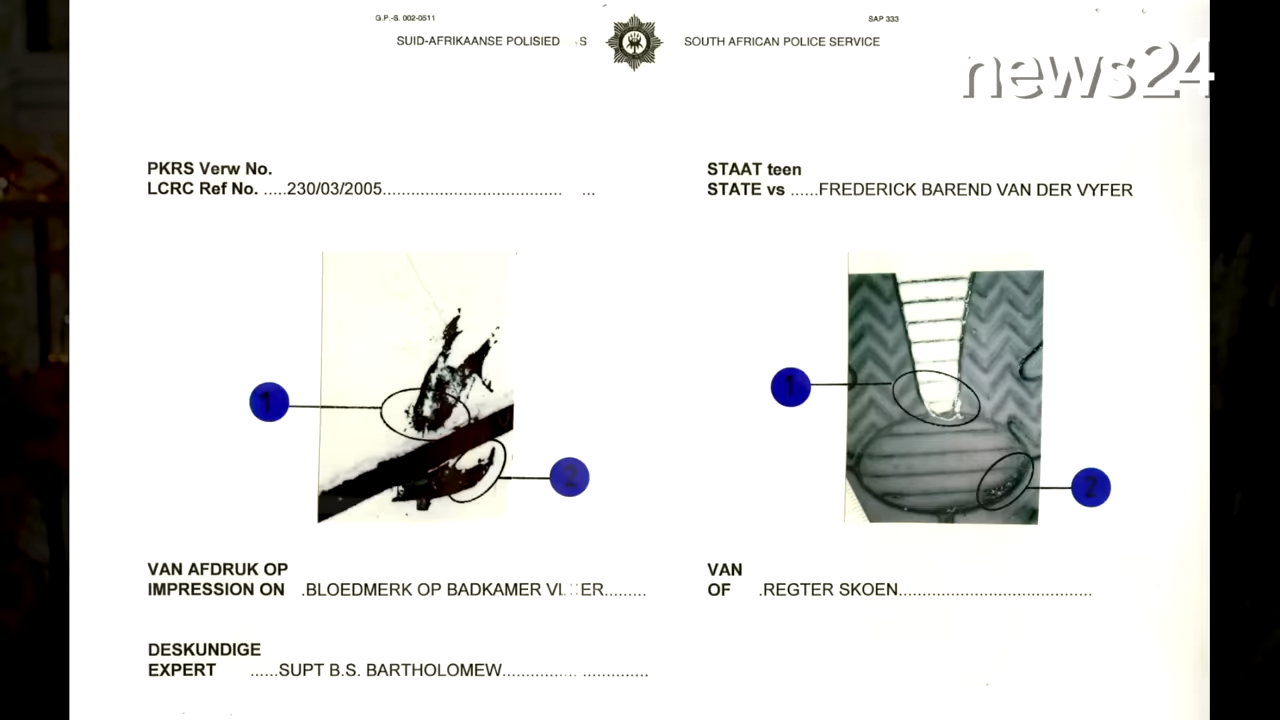 G.P.-S. 002-0511
SAP 333
SUID-AFRIKAANSE
SOUTH AFRICAN POLICE SERVICE
news24
PKRS Verw No.
LCRC Ref No. .....230/03/2005.....................................
STAAT teen
STATE vs ......FREDERICK BAREND VAN DER VYFER
1
2
1
2
VAN AFDRUK OP
IMPRESSION ON .BLOEDMERK OP BADKAMER
VAN
OF .REGTER SKOEN.........................................
DESKUNDIGE
EXPERT ......SUPT B.S. BARTHOLOMEW...............................